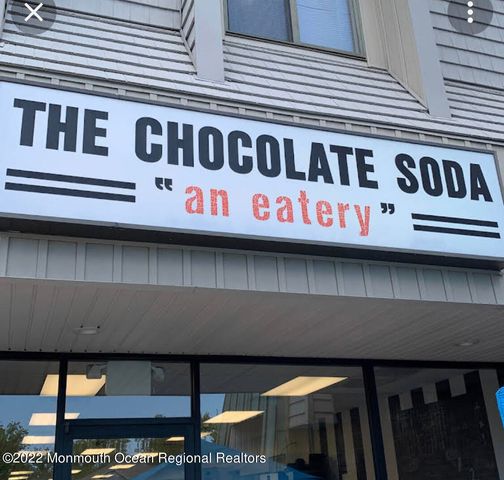 THE CHOCOLATE SODA
" an eatery "
©2022 Monmouth Ocean Regional Realtors